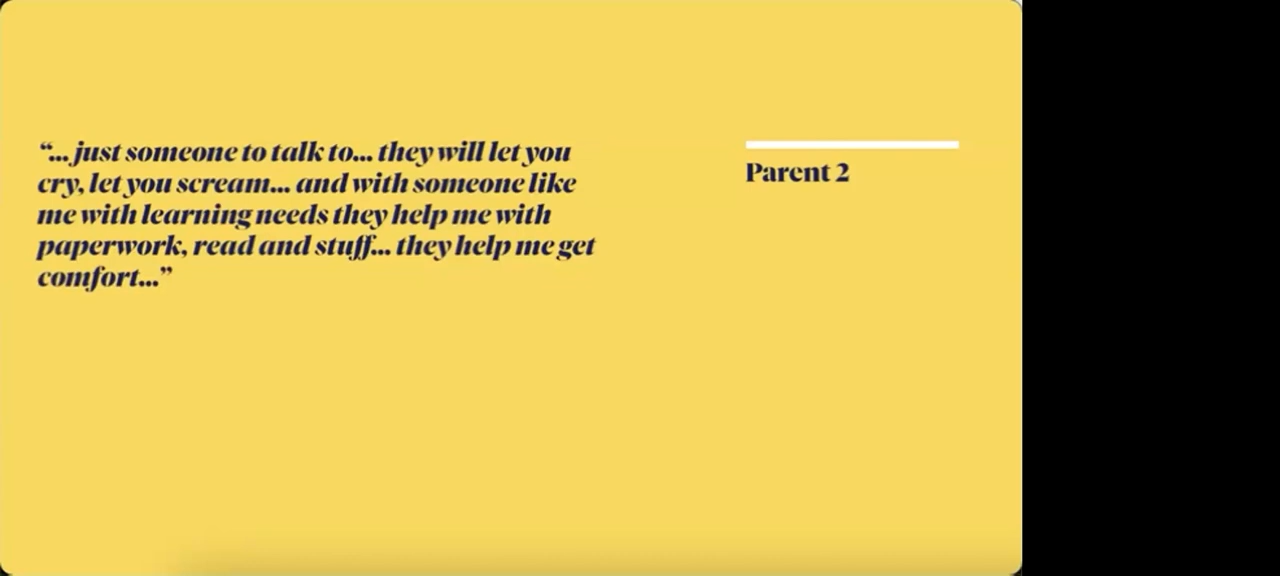 “... just someone to talk to... they will let you
cry, let you scream... and with someone like
me with learning needs they help me with
paperwork, read and stuff... they help me get
comfort...”
Parent 2